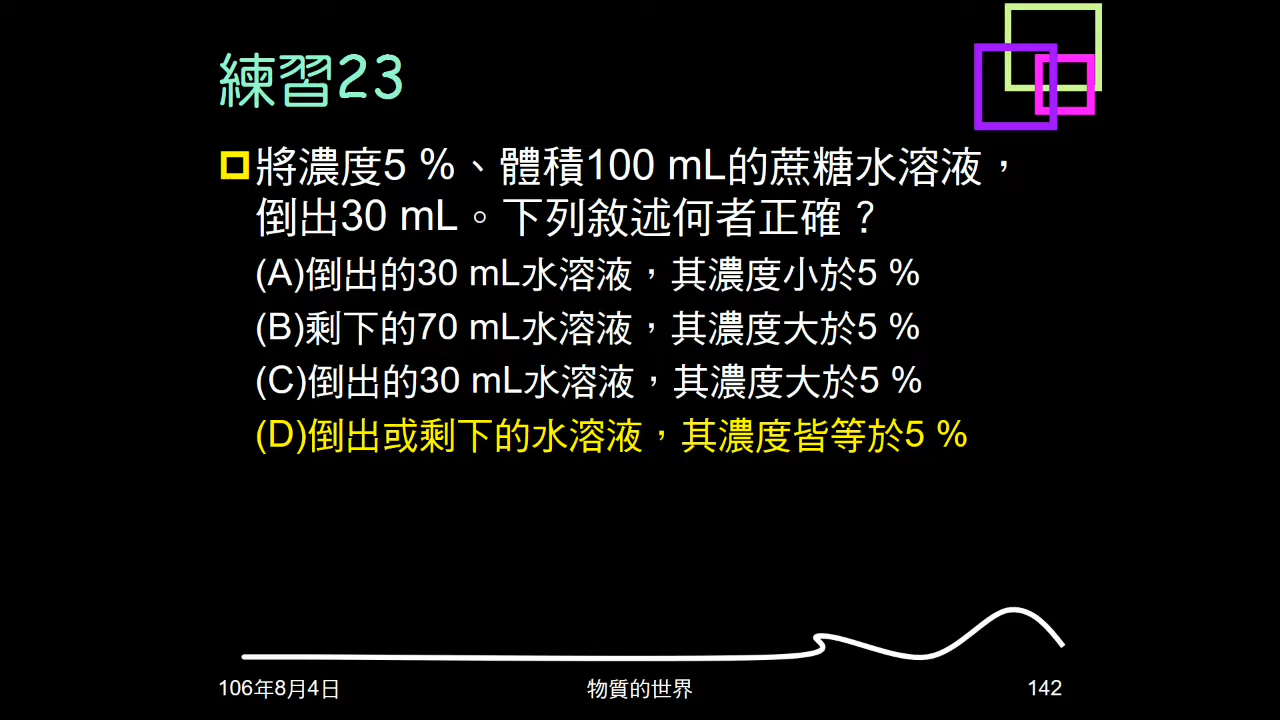 練習23
將濃度5 %、體積100 mL的蔗糖水溶液，
倒出30 mL。下列敘述何者正確？
(A)倒出的30 mL水溶液，其濃度小於5 %
(B)剩下的70 mL水溶液，其濃度大於5 %
(C)倒出的30 mL水溶液，其濃度大於5 %
(D)倒出或剩下的水溶液，其濃度皆等於5 %
106年8月4日
物質的世界
142